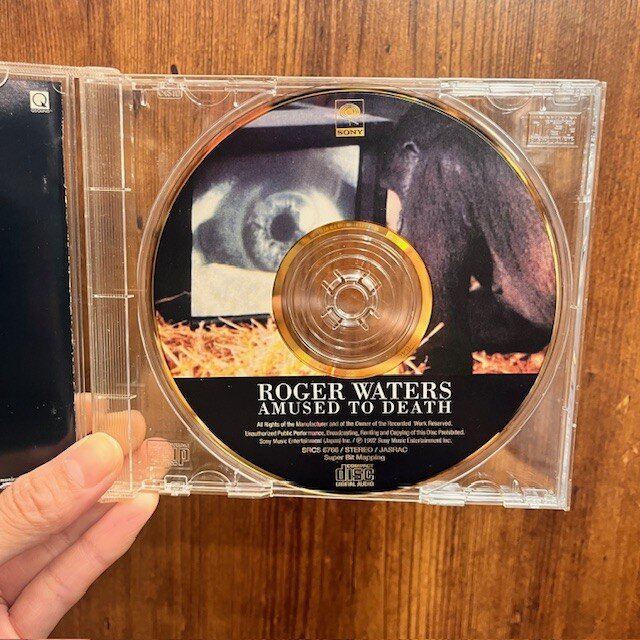 Q
SONY
ROGER WATERS
AMUSED TO DEATH
All Rights of the Manufacturer and of the Owner of the Recorded Work Reserved.
Unauthorized Public Performance, Broadcasting, Renting and Copying of this Disc Prohibited.
Sony Music Entertainment (Japan) Inc. / ℗ 1992 Sony Music Entertainment Inc.
SRCS 6766 / STEREO / JASRAC
Super Bit Mapping
COMPACT
disc
DIGITAL AUDIO